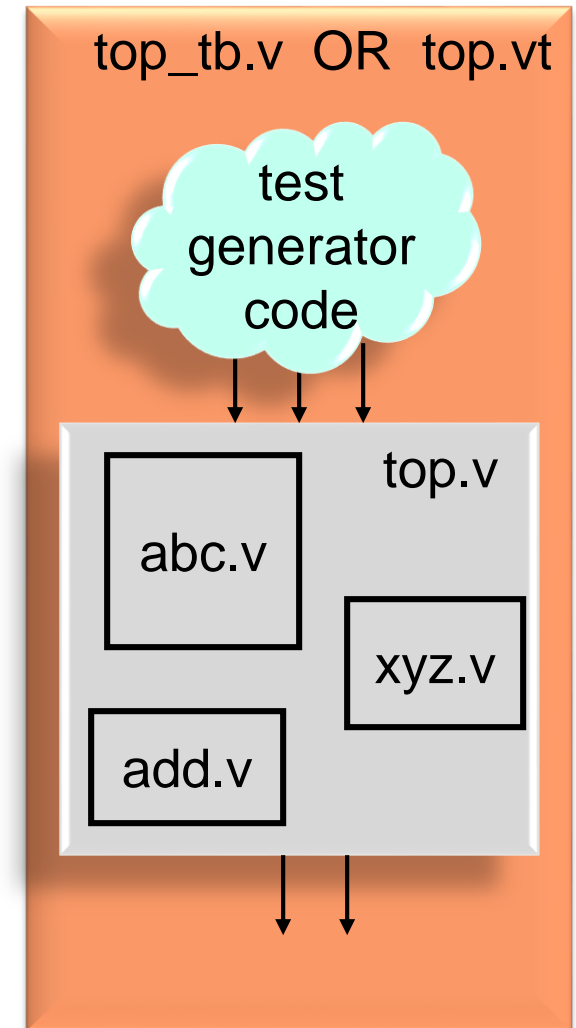 top_tb.v OR top.vt
test
generator
code
top.v
abc.v
xyz.v
add.v